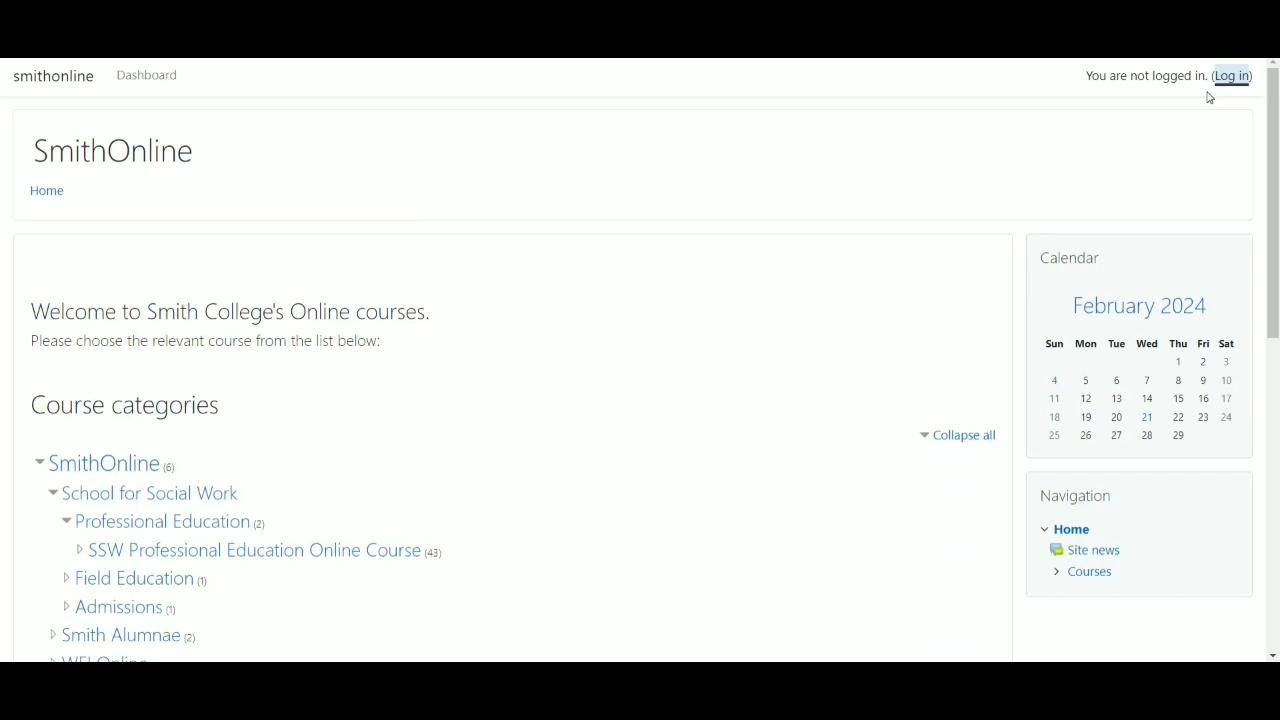 smithonline Dashboard You are not logged in. (Log in)
SmithOnline
Home
Welcome to Smith College's Online courses.
Please choose the relevant course from the list below:
Course categories
Collapse all
SmithOnline (6)
School for Social Work
Professional Education (2)
SSW Professional Education Online Course (43)
Field Education (1)
Admissions (1)
Smith Alumnae (2)
Calendar
February 2024
Sun Mon Tue Wed Thu Fri Sat
1 2 3
4 5 6 7 8 9 10
11 12 13 14 15 16 17
18 19 20 21 22 23 24
25 26 27 28 29
Navigation
Home
Site news
Courses